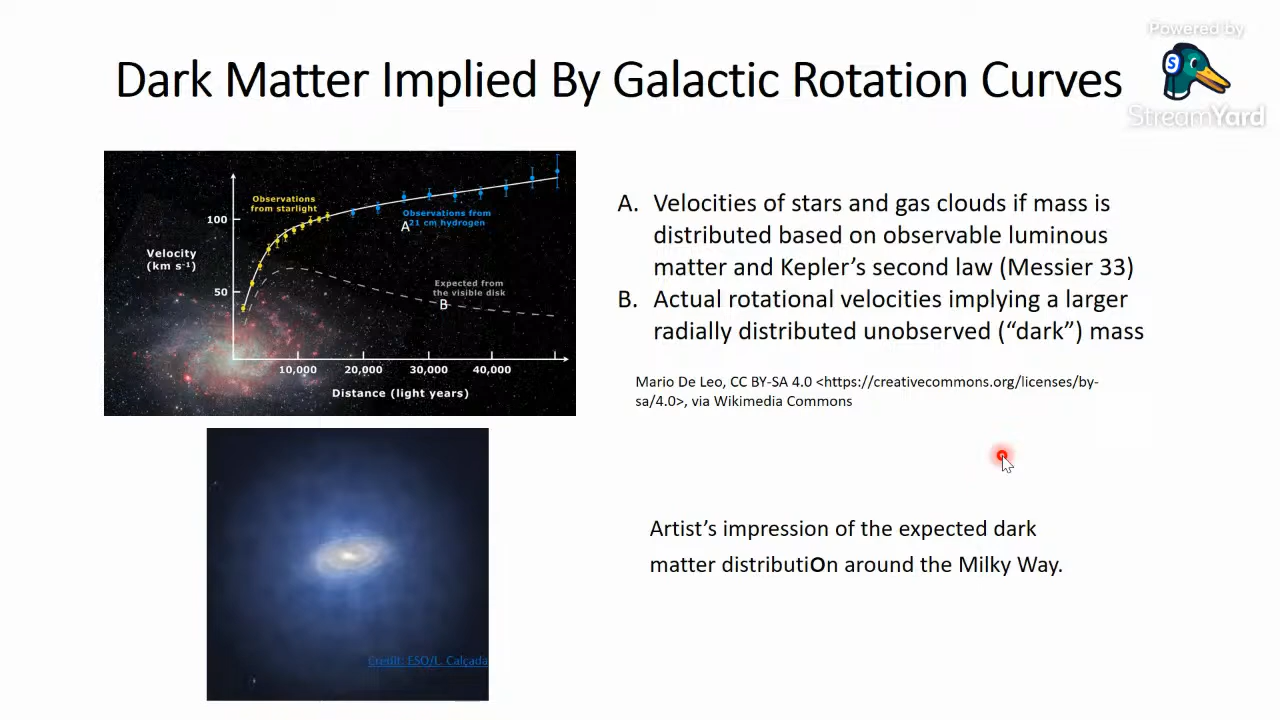 Powered by
StreamYard
Dark Matter Implied By Galactic Rotation Curves
100
50
Velocity
(km s⁻¹)
Observations
from starlight
Observations from
21 cm hydrogen
A
Expected from
the visible disk
B
10,000 20,000 30,000 40,000
Distance (light years)
A. Velocities of stars and gas clouds if mass is
distributed based on observable luminous
matter and Kepler’s second law (Messier 33)
B. Actual rotational velocities implying a larger
radially distributed unobserved (“dark”) mass
Mario De Leo, CC BY-SA 4.0 <https://creativecommons.org/licenses/by-
sa/4.0>, via Wikimedia Commons
Artist’s impression of the expected dark
matter distributiOn around the Milky Way.
Credit: ESO/L. Calçada